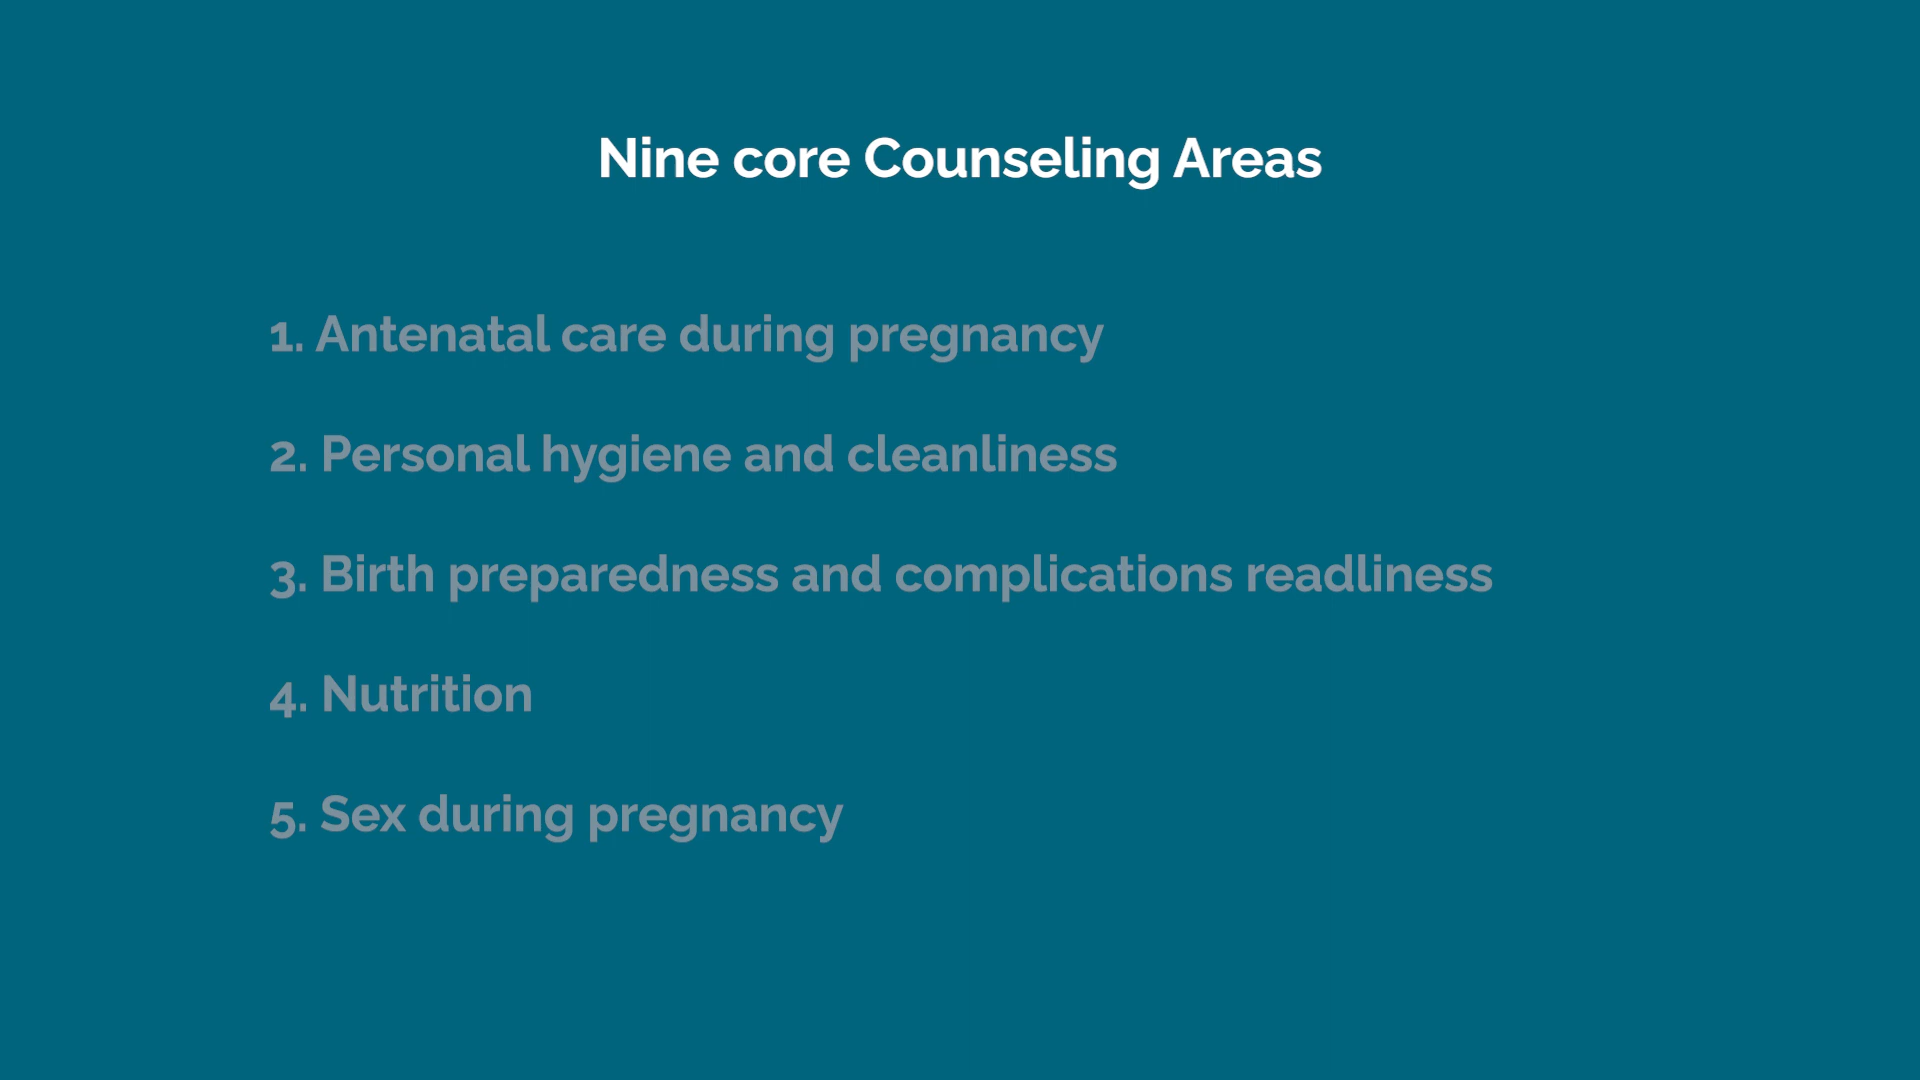 Nine core Counseling Areas
1. Antenatal care during pregnancy
2. Personal hygiene and cleanliness
3. Birth preparedness and complications readliness
4. Nutrition
5. Sex during pregnancy